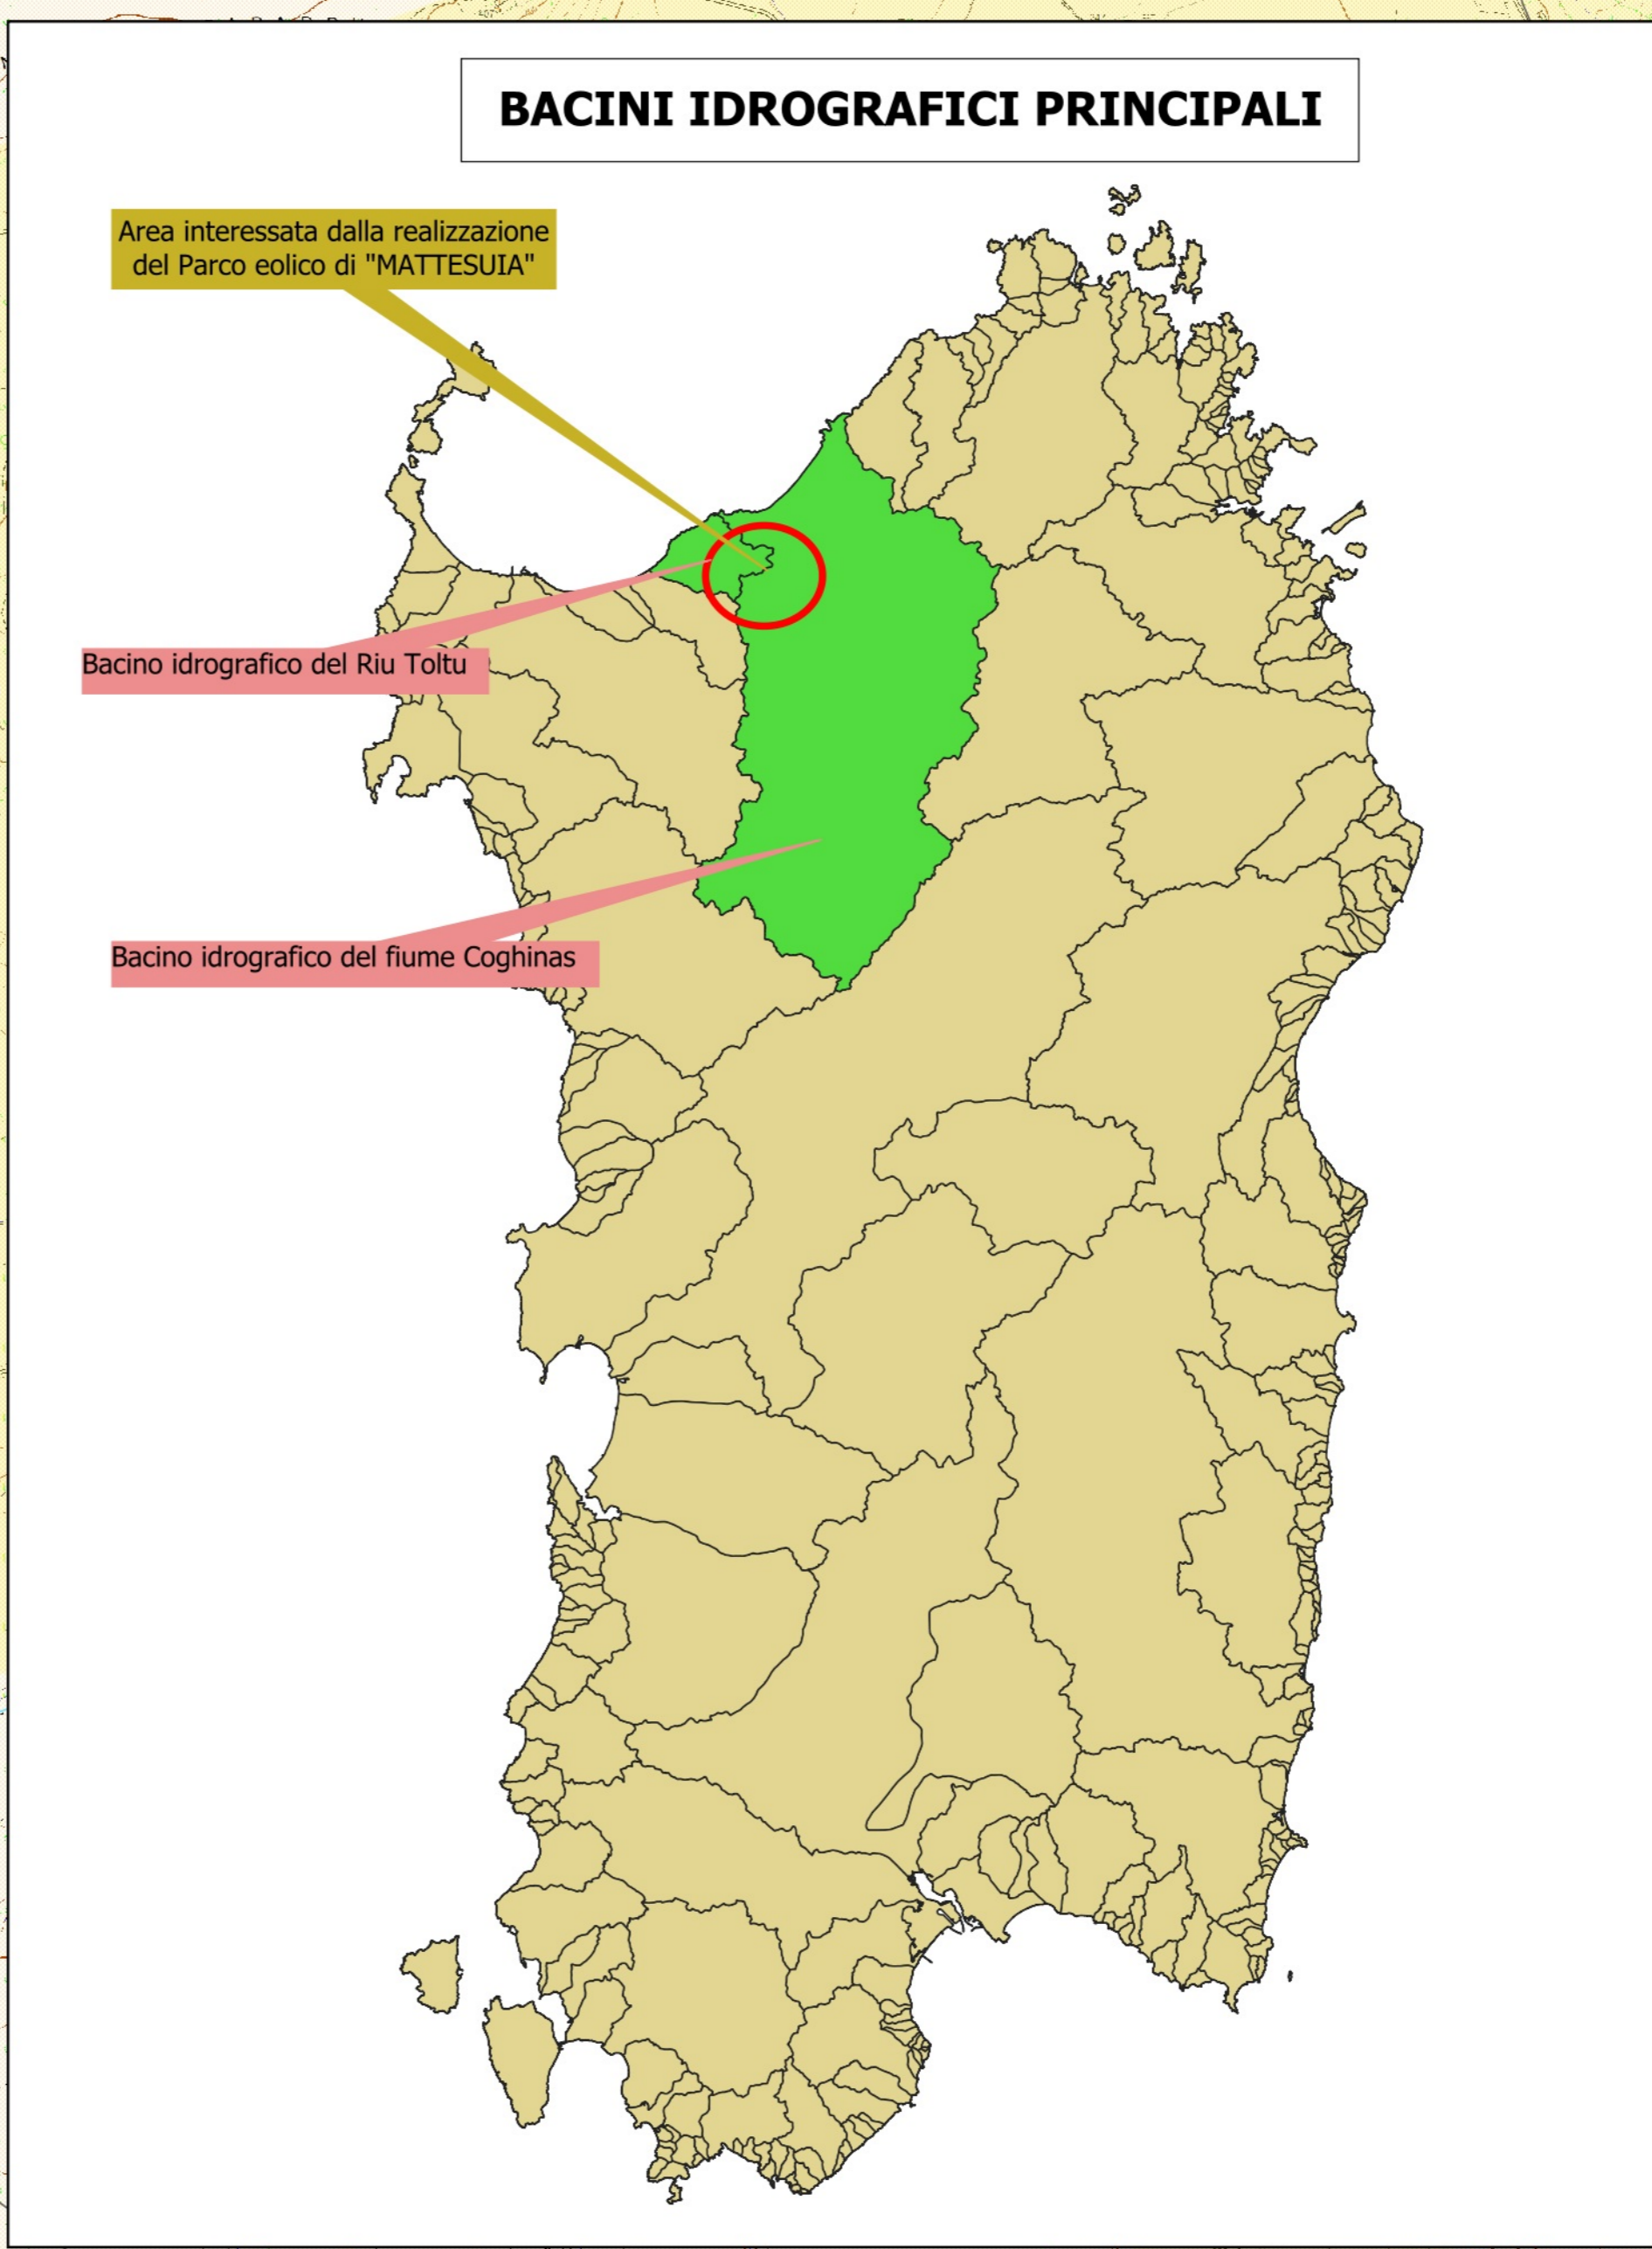 BACINI IDROGRAFICI PRINCIPALI
Area interessata dalla realizzazione
del Parco eolico di "MATTESUIA"
Bacino idrografico del Riu Toltu
Bacino idrografico del fiume Coghinas